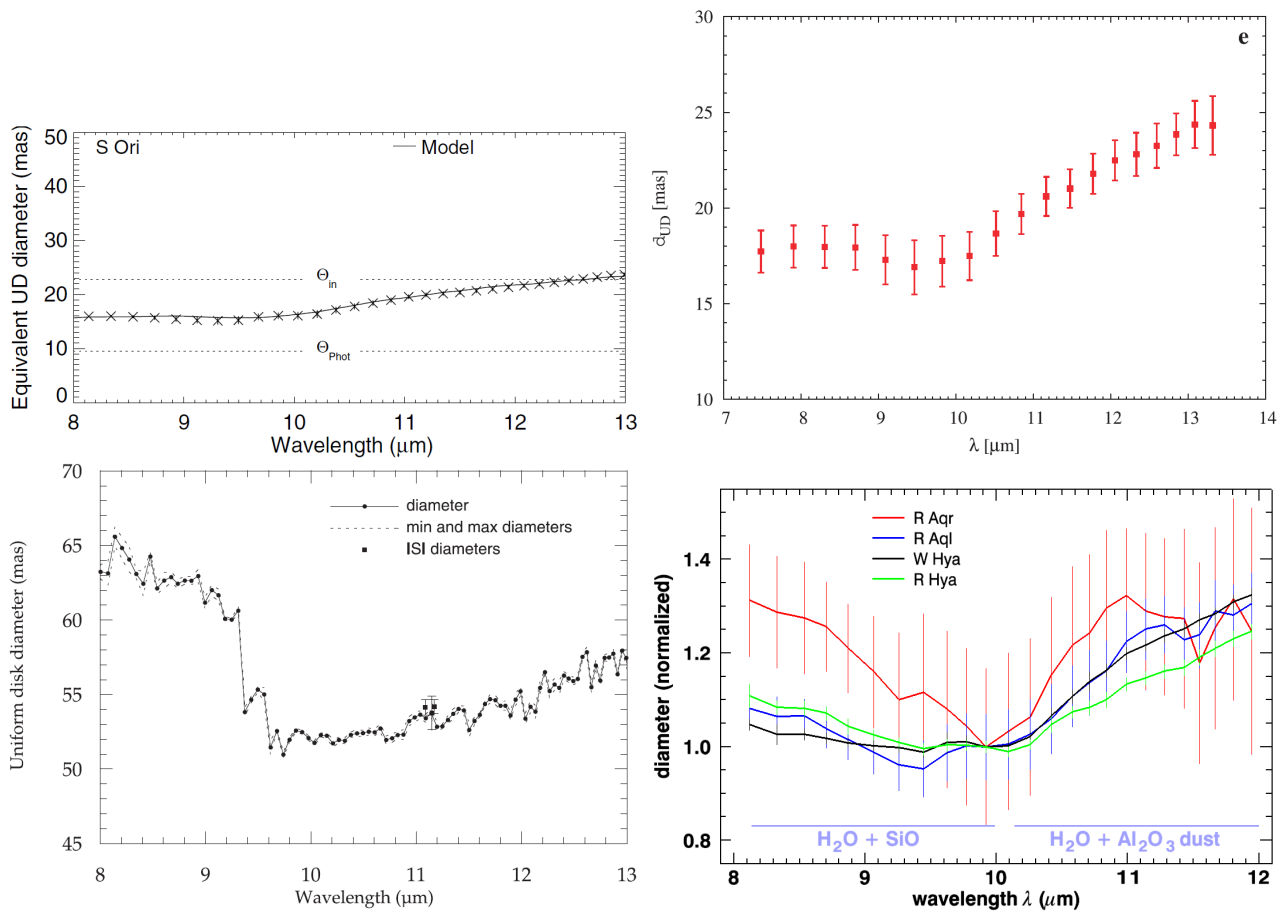 S Ori
Model
Equivalent UD diameter (mas)
50
40
30
20
10
0
Θin
ΘPhot
8
9
10
11
12
13
Wavelength (μm)
e
30
25
20
15
10
dUD [mas]
7
8
9
10
11
12
13
14
λ [μm]
70
65
60
55
50
45
Uniform disk diameter (mas)
diameter
min and max diameters
ISI diameters
8
9
10
11
12
13
Wavelength (μm)
R Aqr
R Aql
W Hya
R Hya
diameter (normalized)
1.4
1.2
1.0
0.8
H2O + SiO
H2O + Al2O3 dust
8
9
10
11
12
wavelength λ (μm)